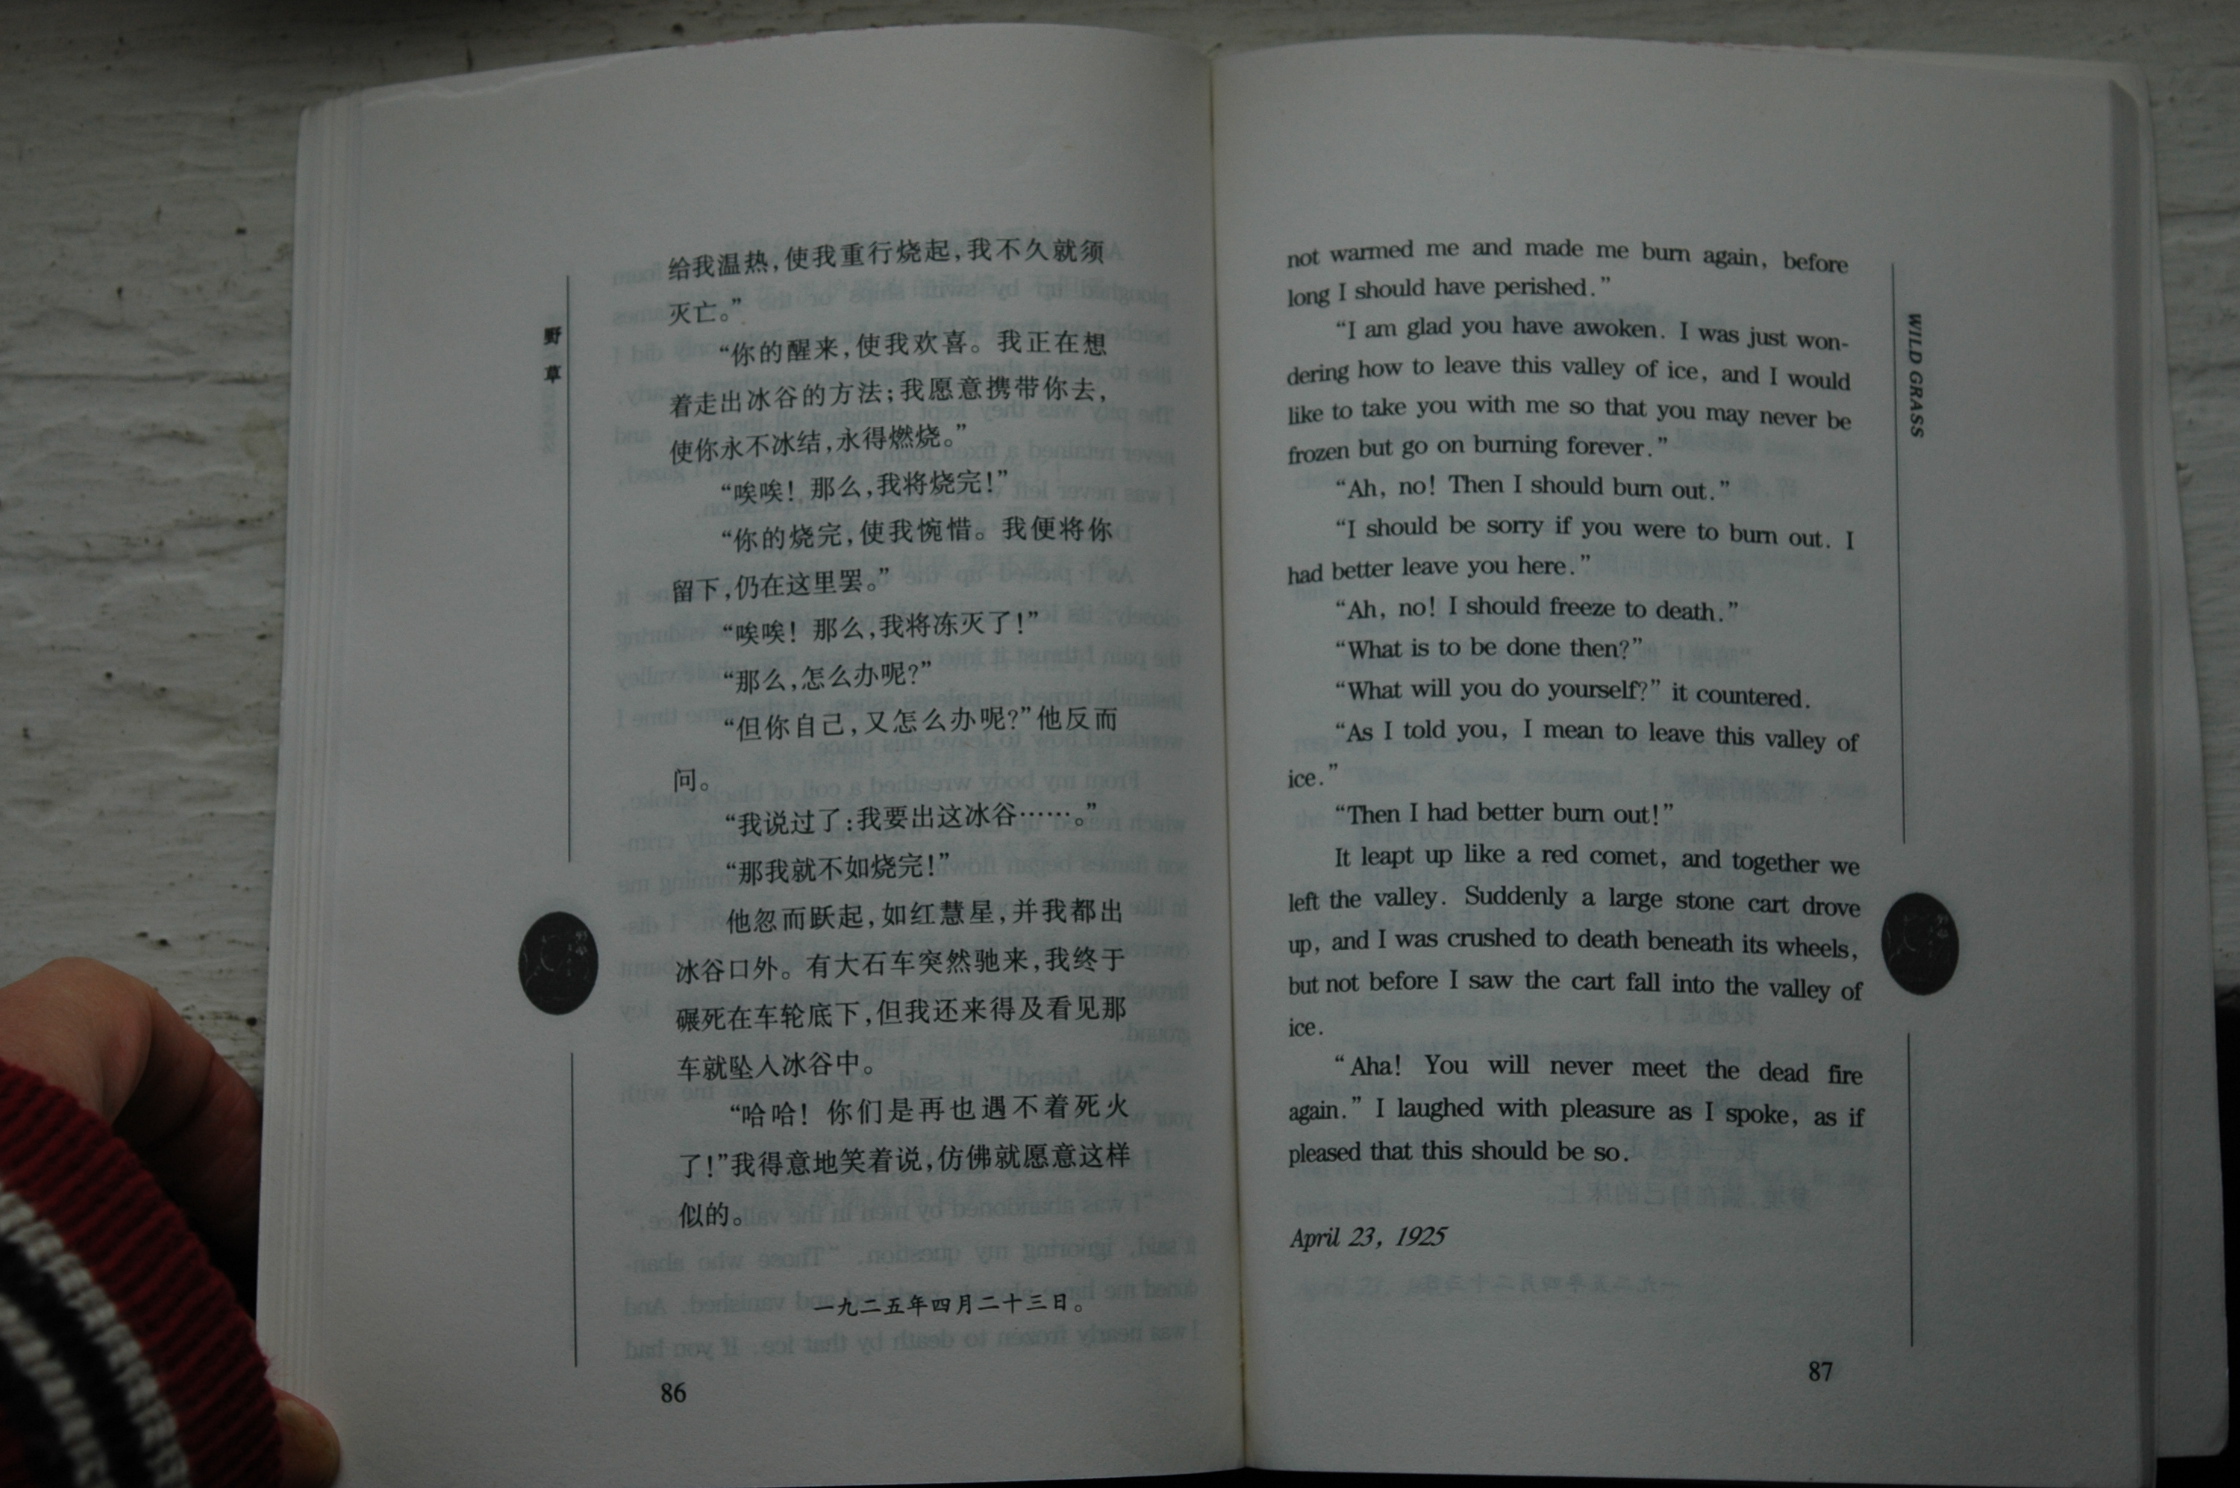 野草
给我温热,使我重行烧起,我不久就须
灭亡。”
“你的醒来,使我欢喜。我正在想
着走出冰谷的方法;我愿意携带你去,
使你永不冰结,永得燃烧。”
“唉唉！那么,我将烧完!”
“你的烧完,使我惋惜。我便将你
留下,仍在这里罢。”
“唉唉！那么,我将冻灭了!”
“那么,怎么办呢?”
“但你自己,又怎么办呢?”他反而
问。
“我说过了:我要出这冰谷……。”
“那我就不如烧完!”
他忽而跃起,如红慧星,并我都出
冰谷口外。有大石车突然驰来,我终于
碾死在车轮底下,但我还来得及看见那
车就坠入冰谷中。
“哈哈！你们是再也遇不着死火
了!”我得意地笑着说,仿佛就愿意这样
似的。
一九二五年四月二十三日。
86
not warmed me and made me burn again, before
long I should have perished.”
“I am glad you have awoken. I was just won-
dering how to leave this valley of ice, and I would
like to take you with me so that you may never be
frozen but go on burning forever.”
“Ah, no! Then I should burn out.”
“I should be sorry if you were to burn out. I
had better leave you here.”
“Ah, no! I should freeze to death.”
“What is to be done then?”
“What will you do yourself?” it countered.
“As I told you, I mean to leave this valley of
ice.”
“Then I had better burn out!”
It leapt up like a red comet, and together we
left the valley. Suddenly a large stone cart drove
up, and I was crushed to death beneath its wheels,
but not before I saw the cart fall into the valley of
ice.
“Aha! You will never meet the dead fire
again.” I laughed with pleasure as I spoke, as if
pleased that this should be so.
April 23, 1925
WILD GRASS
87